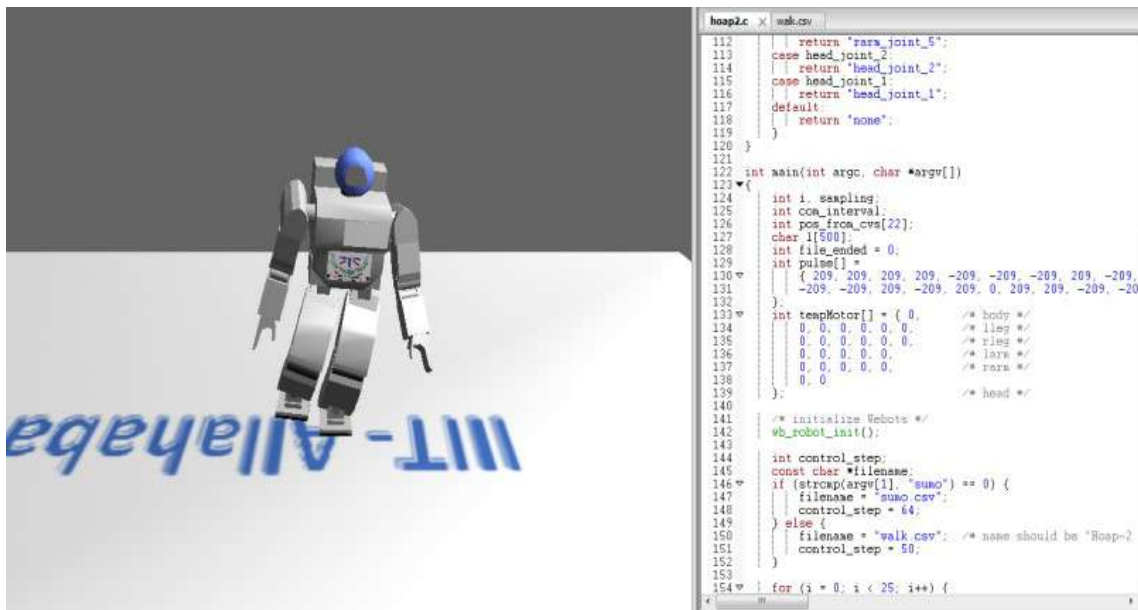 IIIT- Allahaba
hoap2.c walk.csv
112 return "rarm_joint_5";
113 case head_joint_2:
114 return "head_joint_2";
115 case head_joint_1:
116 return "head_joint_1";
117 default:
118 return "none";
119 }
120 }
121
122 int main(int argc, char *argv[])
123 {
124 int i, sampling;
125 int com_interval;
126 int pos_from_cvs[22];
127 char l[500];
128 int file_ended = 0;
129 int pulse[] =
130 { 209, 209, 209, 209, -209, -209, -209, 209, -209,
131 -209, -209, 209, -209, 209, 0, 209, 209, -209, -20
132 };
133 int tempMotor[] = { 0, /* body */
134 0, 0, 0, 0, 0, 0, /* lleg */
135 0, 0, 0, 0, 0, 0, /* rleg */
136 0, 0, 0, 0, 0, /* larm */
137 0, 0, 0, 0, 0, /* rarm */
138 0, 0
139 }; /* head */
140
141 /* initialize Webots */
142 wb_robot_init();
143
144 int control_step;
145 const char *filename;
146 if (strcmp(argv[1], "sumo") == 0) {
147 filename = "sumo.csv";
148 control_step = 64;
149 } else {
150 filename = "walk.csv"; /* name should be "Hoap-2
151 control_step = 50;
152 }
153
154 for (i = 0; i < 25; i++) {